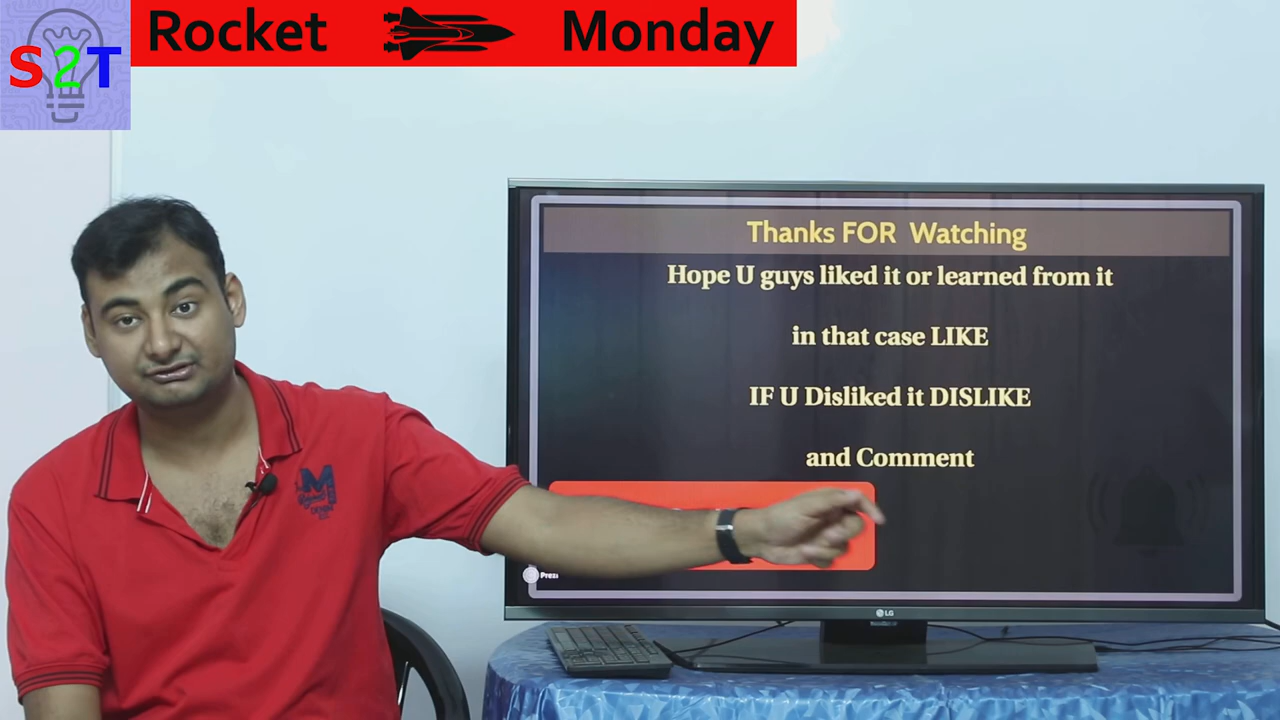 Rocket Monday
S2T
Thanks FOR Watching
Hope U guys liked it or learned from it
in that case LIKE
IF U Disliked it DISLIKE
and Comment
M
Prezi
LG